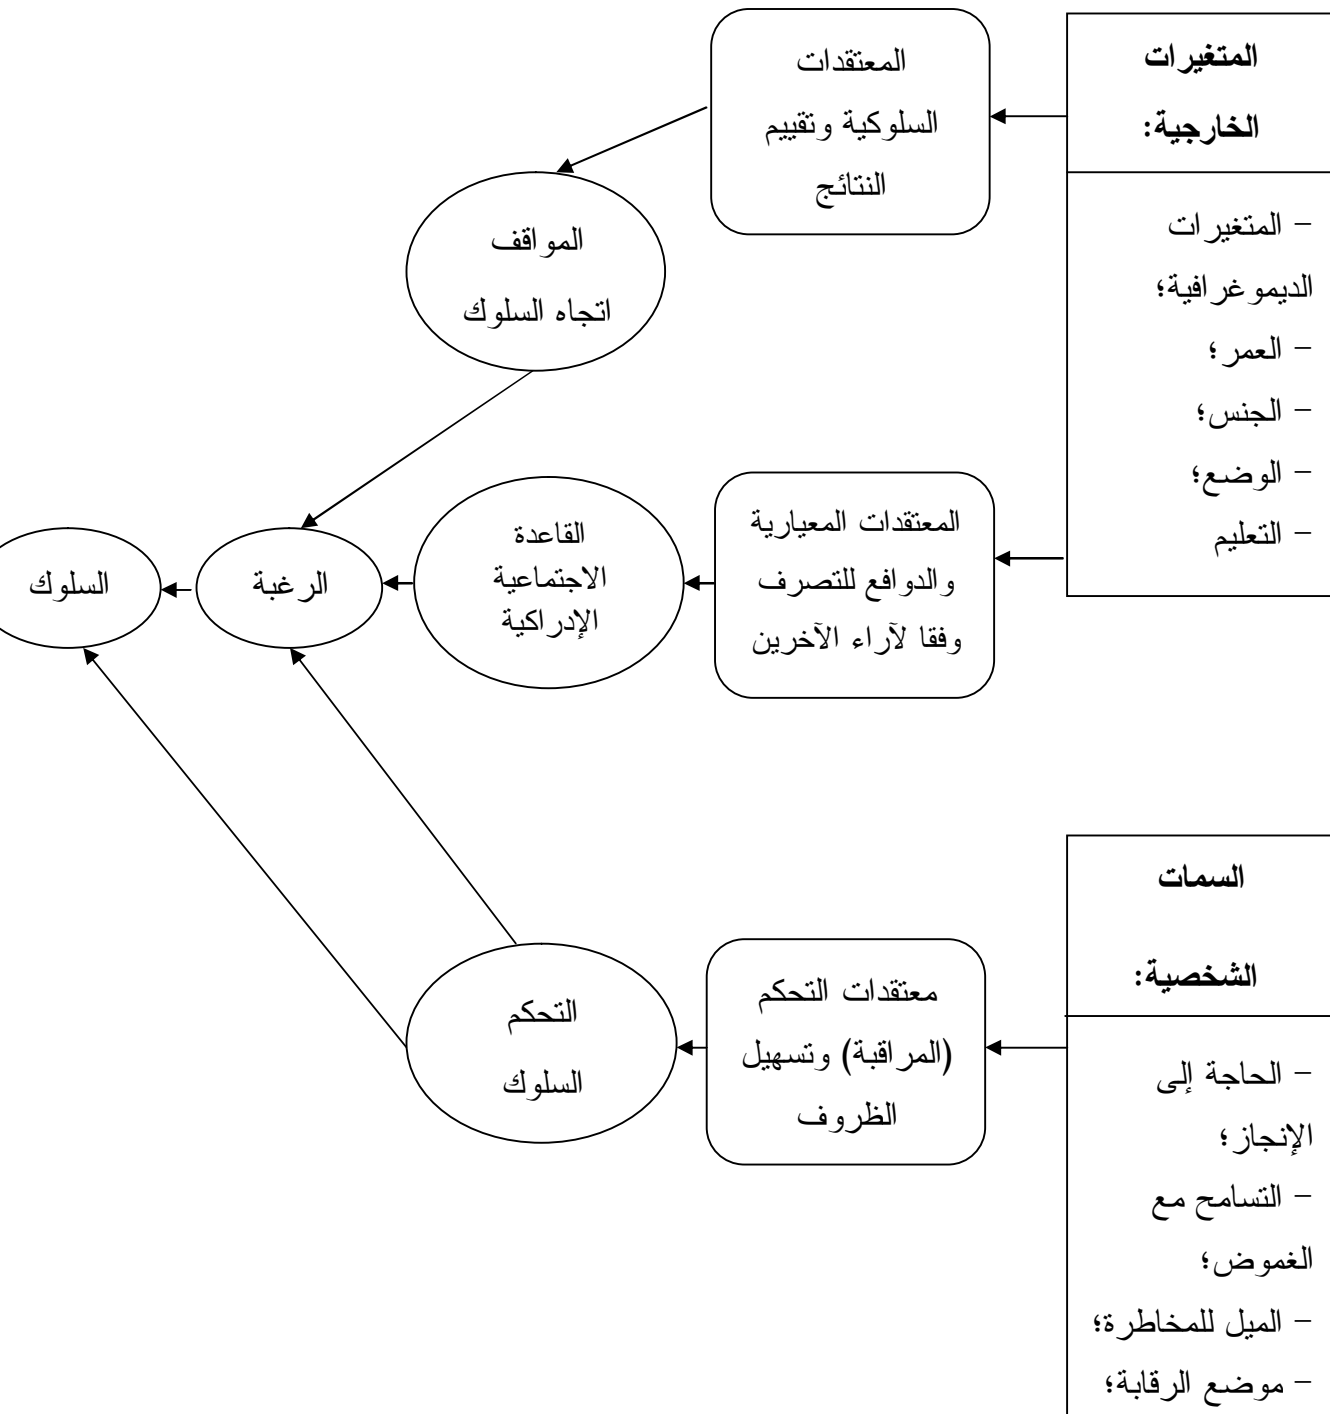 المتغيرات
الخارجية:
– المتغيرات
الديموغرافية؛
– العمر؛
– الجنس؛
– الوضع؛
– التعليم
المعتقدات
السلوكية وتقييم
النتائج
المواقف
اتجاه السلوك
المعتقدات المعيارية
والدوافع للتصرف
وفقا لآراء الآخرين
القاعدة
الاجتماعية
الإدراكية
الرغبة
السلوك
السمات
الشخصية:
– الحاجة إلى
الإنجاز؛
– التسامح مع
الغموض؛
– الميل للمخاطرة؛
– موضع الرقابة؛
معتقدات التحكم
(المراقبة) وتسهيل
الظروف
التحكم
السلوك